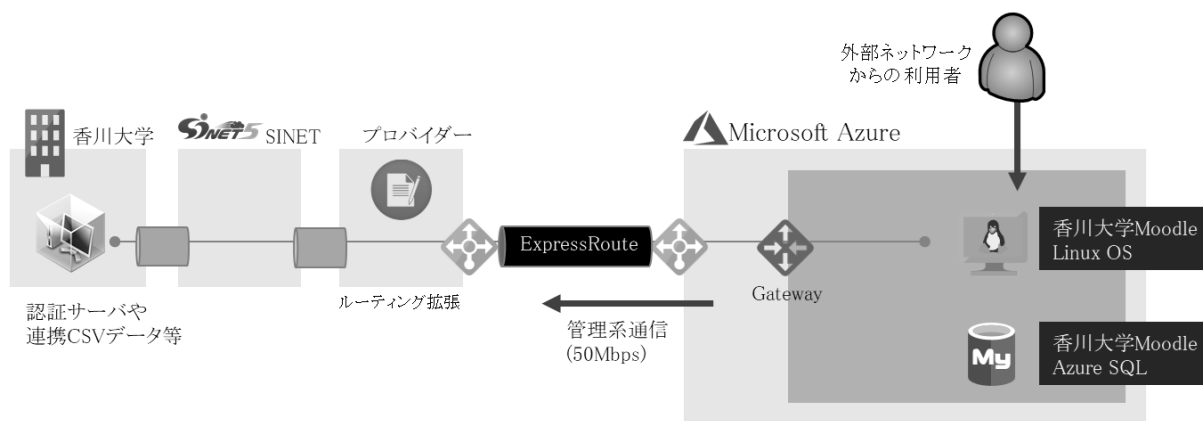 外部ネットワーク
からの利用者
香川大学
SINET5 SINET
プロバイダー
Microsoft Azure
ExpressRoute
香川大学Moodle
Linux OS
Gateway
ルーティング拡張
認証サーバや
連携CSVデータ等
管理系通信
(50Mbps)
My
香川大学Moodle
Azure SQL